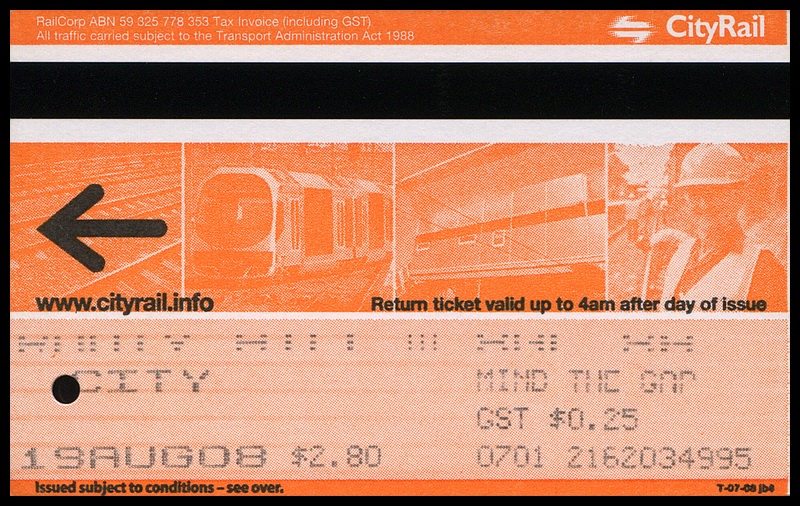 RailCorp ABN 59 325 778 353 Tax Invoice (including GST)
All traffic carried subject to the Transport Administration Act 1988
CityRail
www.cityrail.info
Return ticket valid up to 4am after day of issue
CITY
MIND THE GAP
GST $0.25
19AUG08 $2.80
0701 2162034995
Issued subject to conditions – see over.
T-07-08 jb#